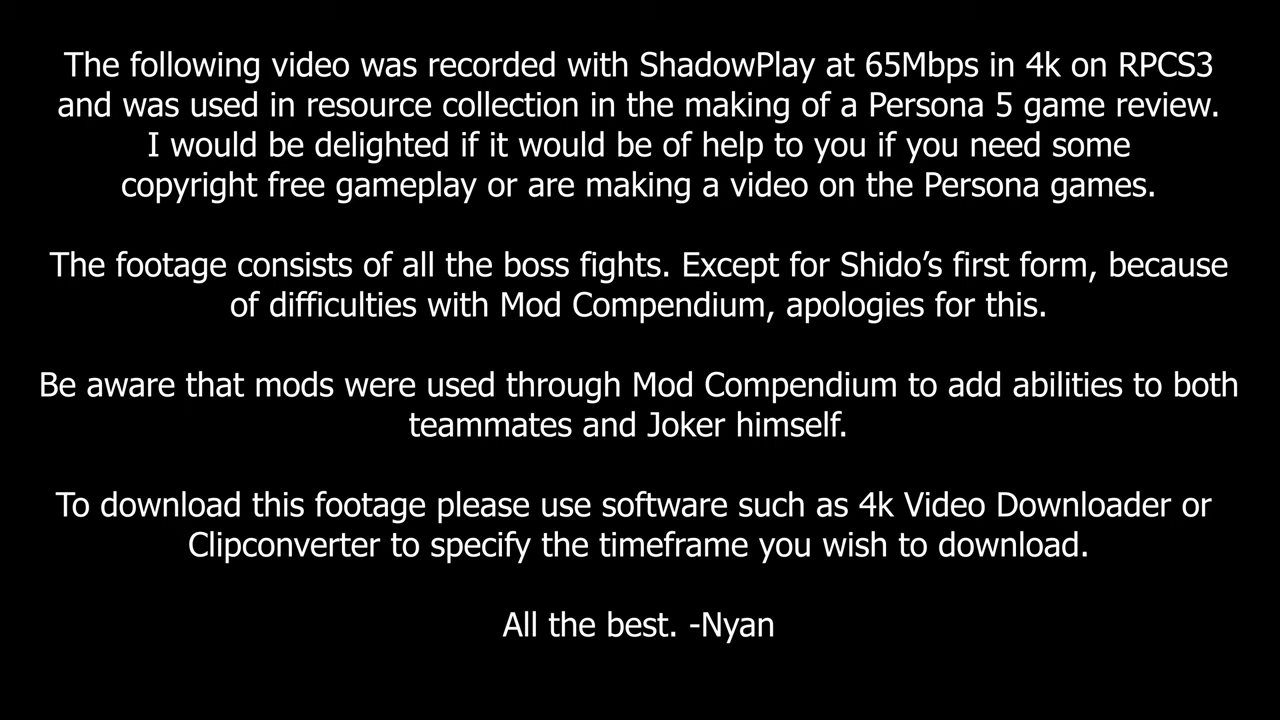 The following video was recorded with ShadowPlay at 65Mbps in 4k on RPCS3
and was used in resource collection in the making of a Persona 5 game review.
I would be delighted if it would be of help to you if you need some
copyright free gameplay or are making a video on the Persona games.
The footage consists of all the boss fights. Except for Shido’s first form, because
of difficulties with Mod Compendium, apologies for this.
Be aware that mods were used through Mod Compendium to add abilities to both
teammates and Joker himself.
To download this footage please use software such as 4k Video Downloader or
Clipconverter to specify the timeframe you wish to download.
All the best. -Nyan